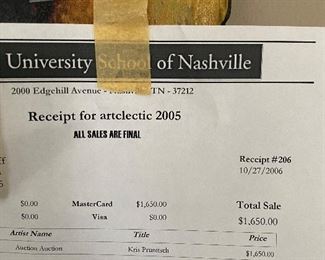 University School of Nashville
2000 Edgehill Avenue - Nashville, TN - 37212
Receipt for artclectic 2005
ALL SALES ARE FINAL
Receipt #206
10/27/2006
$0.00 MasterCard $1,650.00 Total Sale
$0.00 Visa $0.00 $1,650.00
Artist Name Title Price
Auction Auction Kris Prunitsch $1,650.00